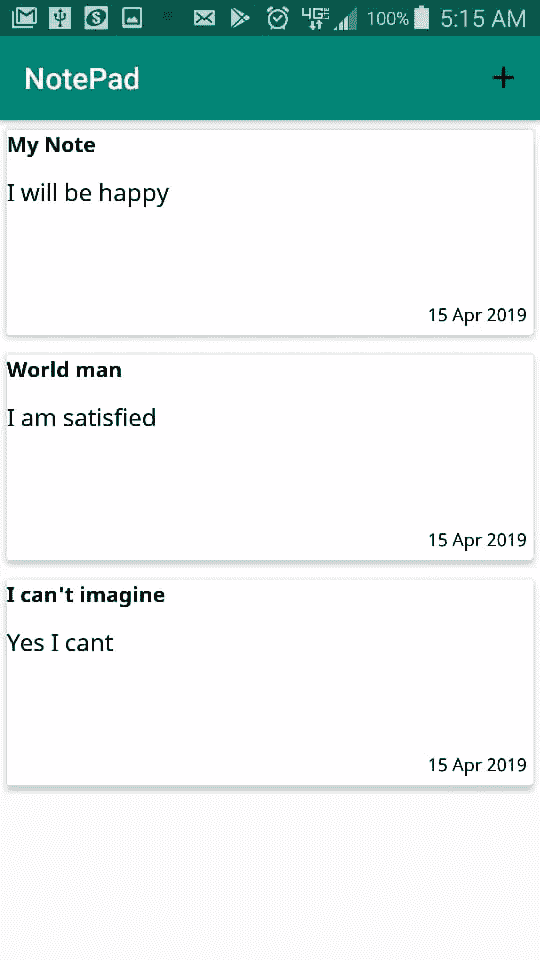 100% 5:15 AM
NotePad +
My Note
I will be happy
15 Apr 2019
World man
I am satisfied
15 Apr 2019
I can't imagine
Yes I cant
15 Apr 2019